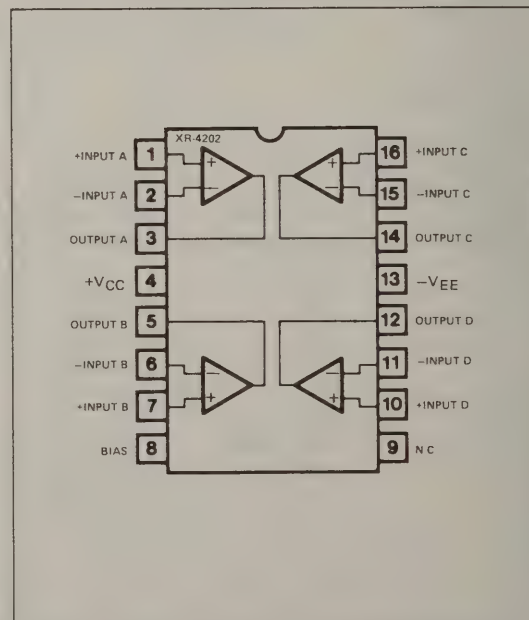 XR-4202
+INPUT A 1 16 +INPUT C
-INPUT A 2 15 -INPUT C
OUTPUT A 3 14 OUTPUT C
+VCC 4 13 -VEE
OUTPUT B 5 12 OUTPUT D
-INPUT B 6 11 -INPUT D
+INPUT B 7 10 +INPUT D
BIAS 8 9 NC